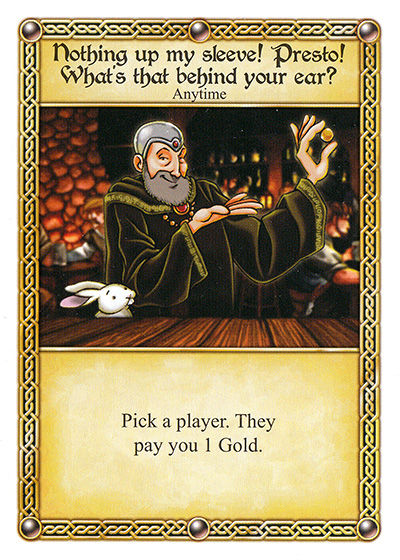 Nothing up my sleeve! Presto!
What's that behind your ear?
Anytime
Pick a player. They
pay you 1 Gold.